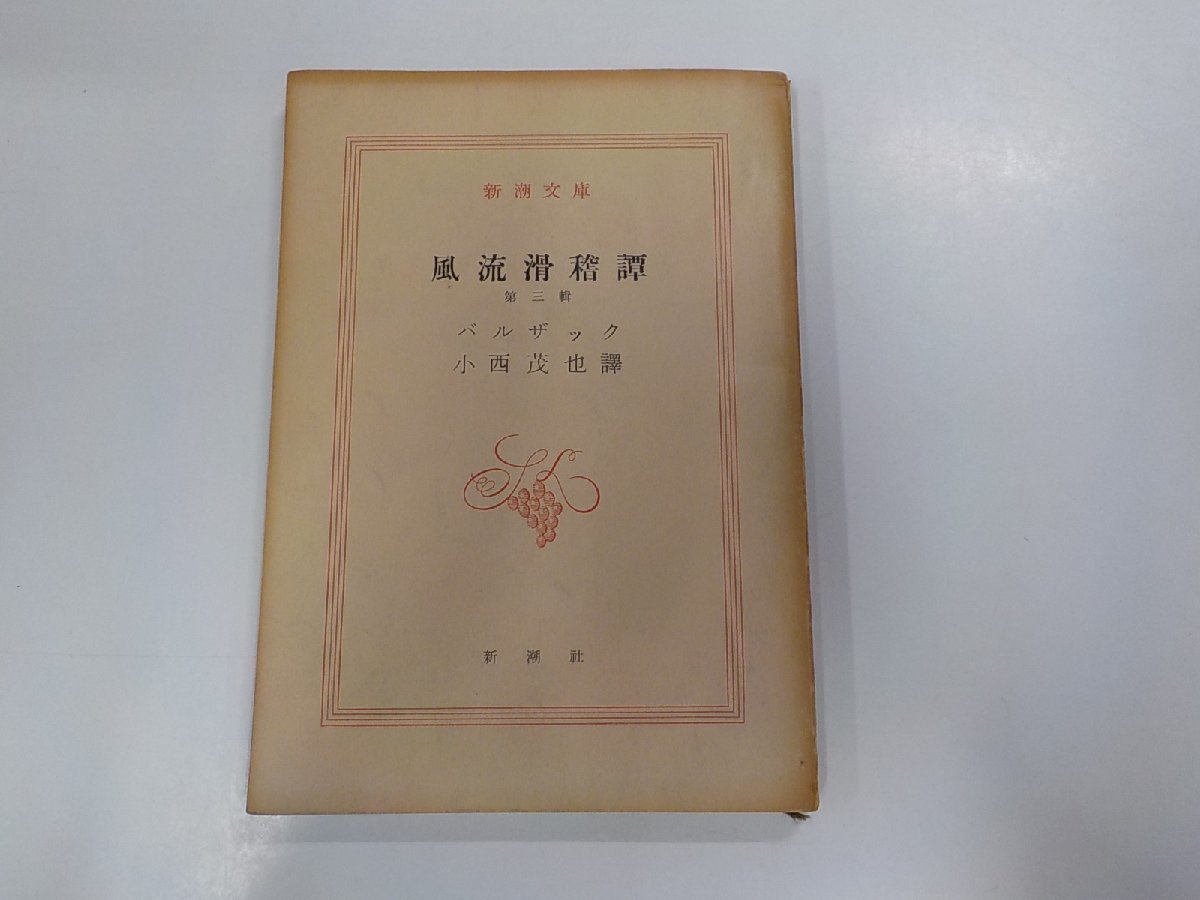 新潮文庫
風流滑稽譚
第三輯
バルザック
小西茂也譯
新潮社